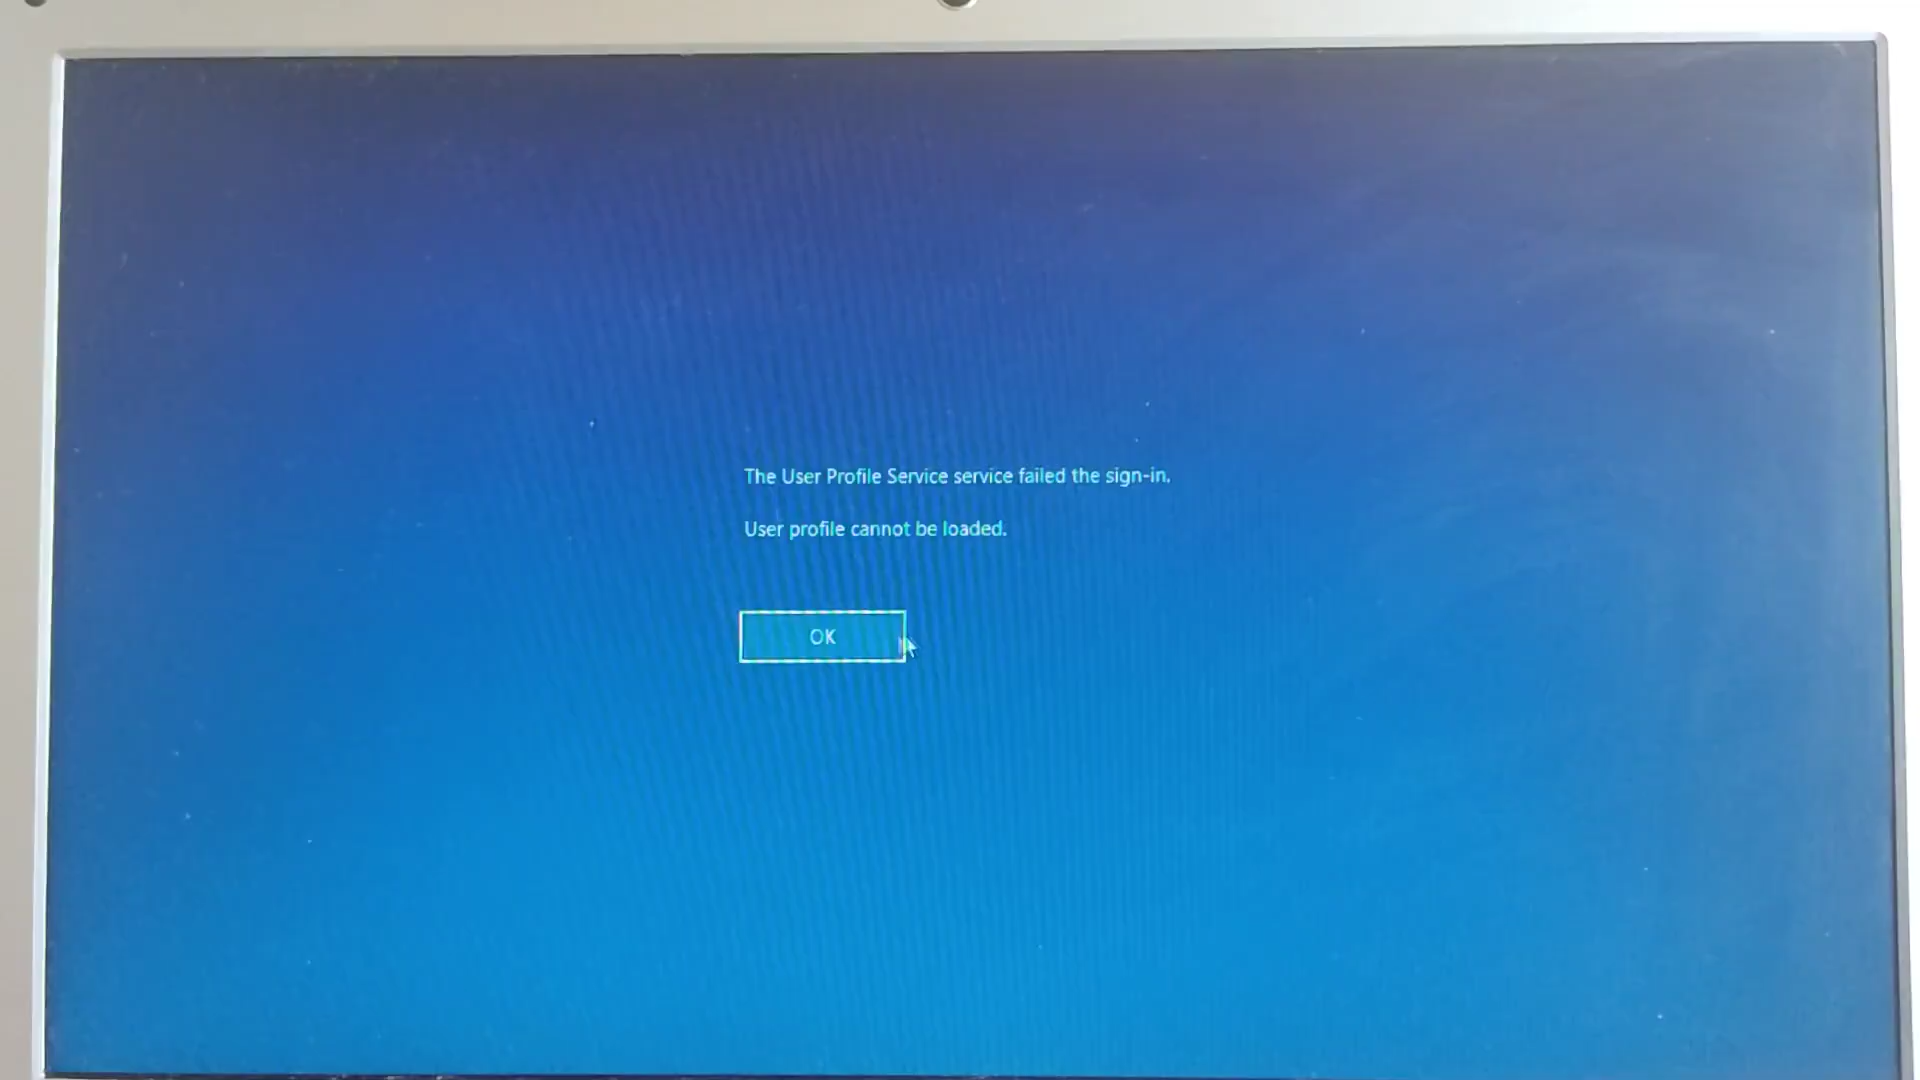 The User Profile Service service failed the sign-in.
User profile cannot be loaded.
OK